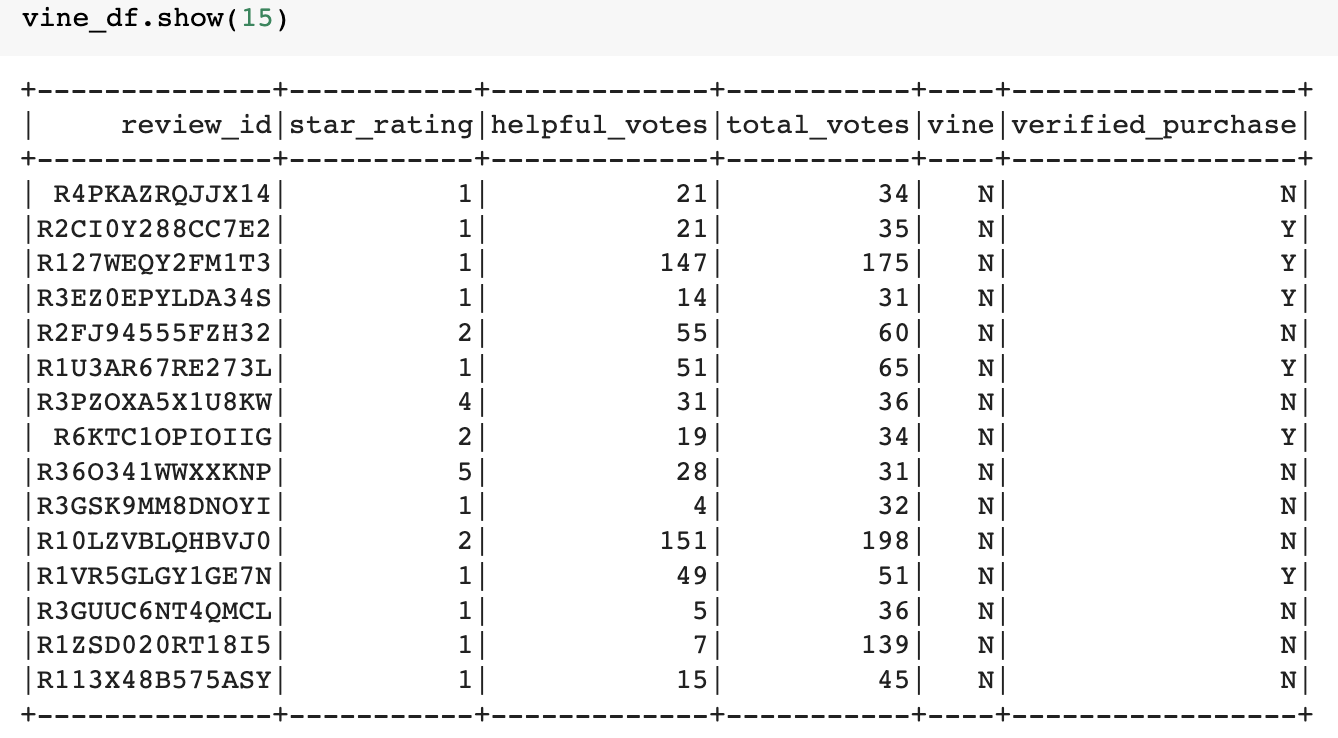 vine_df.show(15)
+--------------+-----------+-------------+-----------+----+-----------------+
|     review_id|star_rating|helpful_votes|total_votes|vine|verified_purchase|
+--------------+-----------+-------------+-----------+----+-----------------+
| R4PKAZRQJJX14|          1|           21|         34|   N|                N|
|R2CI0Y288CC7E2|          1|           21|         35|   N|                Y|
|R127WEQY2FM1T3|          1|          147|        175|   N|                Y|
|R3EZ0EPYLDA34S|          1|           14|         31|   N|                Y|
|R2FJ94555FZH32|          2|           55|         60|   N|                N|
|R1U3AR67RE273L|          1|           51|         65|   N|                Y|
|R3PZOXA5X1U8KW|          4|           31|         36|   N|                N|
| R6KTC1OPIOIIG|          2|           19|         34|   N|                Y|
|R36O341WWXXKNP|          5|           28|         31|   N|                N|
|R3GSK9MM8DNOYI|          1|            4|         32|   N|                N|
|R10LZVBLQHBVJ0|          2|          151|        198|   N|                N|
|R1VR5GLGY1GE7N|          1|           49|         51|   N|                Y|
|R3GUUC6NT4QMCL|          1|            5|         36|   N|                N|
|R1ZSD020RT18I5|          1|            7|        139|   N|                N|
|R113X48B575ASY|          1|           15|         45|   N|                N|
+--------------+-----------+-------------+-----------+----+-----------------+